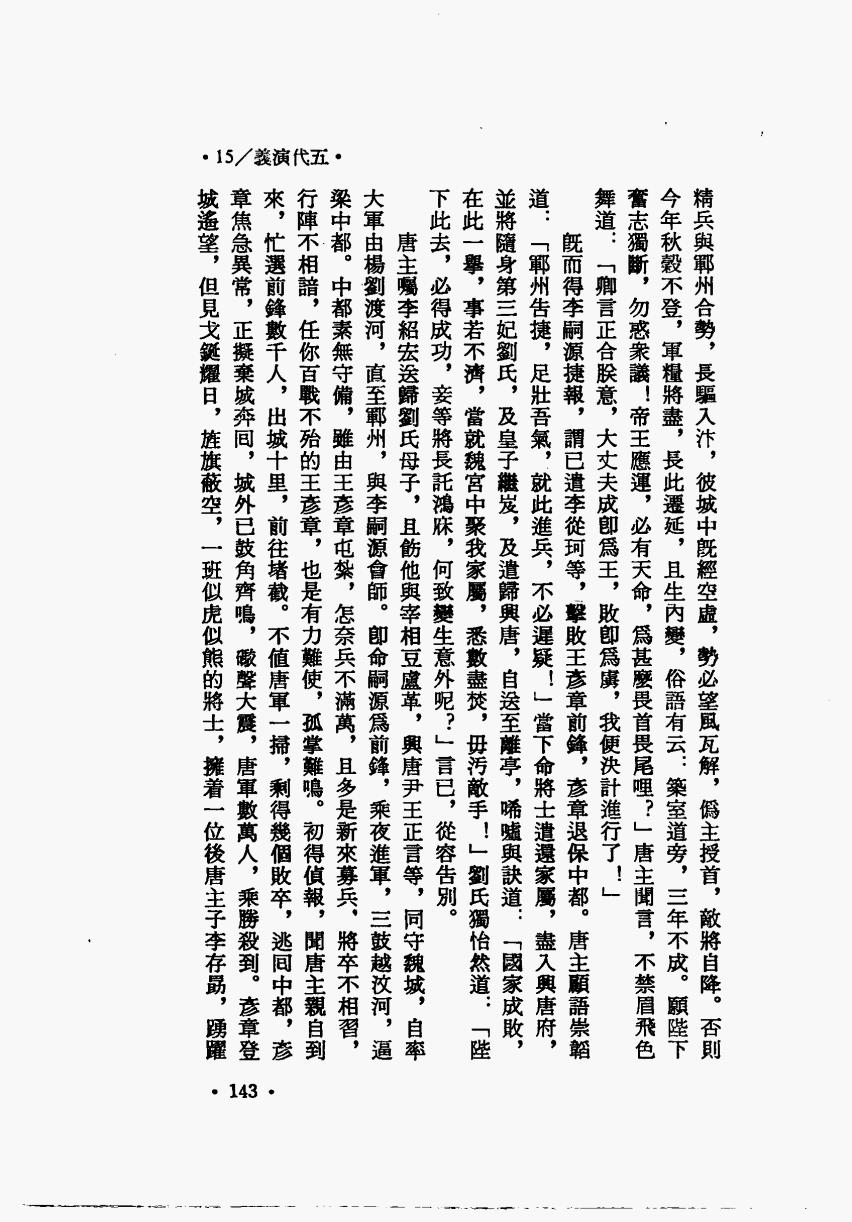 •15／義演代五•
精兵與鄆州合勢，長驅入汴，彼城中旣經空虛，勢必望風瓦解，僞主授首，敵將自降。否則
今年秋穀不登，軍糧將盡，長此遷延，且生內變，俗語有云：築室道旁，三年不成。願陛下
奮志獨斷，勿惑衆議！帝王應運，必有天命，爲甚麼畏首畏尾哩？」唐主聞言，不禁眉飛色
舞道：「卿言正合朕意，大丈夫成卽爲王，敗卽爲虜，我便決計進行了！」
旣而得李嗣源捷報，謂已遣李從珂等，擊敗王彥章前鋒，彥章退保中都。唐主顧語崇韜
道：「鄆州告捷，足壯吾氣，就此進兵，不必遲疑！」當下命將士遣還家屬，盡入興唐府，
並將隨身第三妃劉氏，及皇子繼岌，及遣歸興唐，自送至離亭，唏噓與訣道：「國家成敗，
在此一擧，事若不濟，當就魏宮中聚我家屬，悉數盡焚，毋污敵手！」劉氏獨怡然道：「陛
下此去，必得成功，妾等將長託鴻庥，何致變生意外呢？」言已，從容告別。
唐主囑李紹宏送歸劉氏母子，且飭他與宰相豆盧革，興唐尹王正言等，同守魏城，自率
大軍由楊劉渡河，直至鄆州，與李嗣源會師。卽命嗣源爲前鋒，乘夜進軍，三鼓越汶河，逼
梁中都。中都素無守備，雖由王彥章屯紮，怎奈兵不滿萬，且多是新來募兵，將卒不相習，
行陣不相諳，任你百戰不殆的王彥章，也是有力難使，孤掌難鳴。初得偵報，聞唐主親自到
來，忙選前鋒數千人，出城十里，前往堵截。不值唐軍一掃，剩得幾個敗卒，逃囘中都，彥
章焦急異常，正擬棄城奔囘，城外已鼓角齊鳴，礮聲大震，唐軍數萬人，乘勝殺到。彥章登
城遙望，但見戈鋋耀日，旌旗蔽空，一班似虎似熊的將士，擁着一位後唐主子李存勗，踴躍
•143•